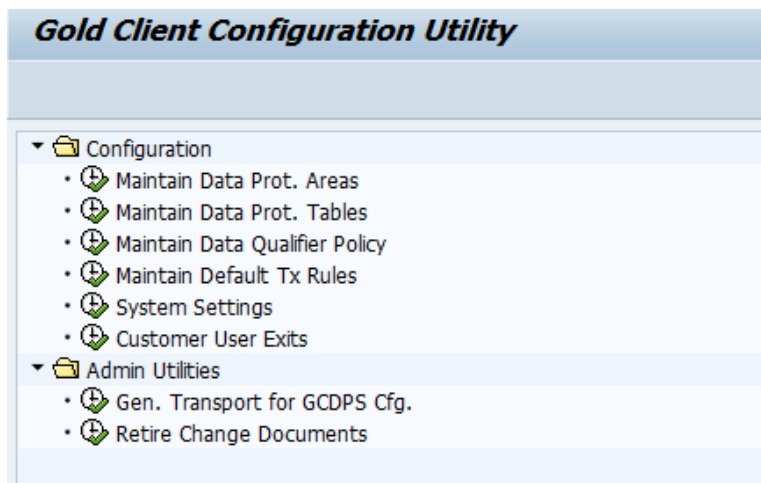 Gold Client Configuration Utility
Configuration
Maintain Data Prot. Areas
Maintain Data Prot. Tables
Maintain Data Qualifier Policy
Maintain Default Tx Rules
System Settings
Customer User Exits
Admin Utilities
Gen. Transport for GCDPS Cfg.
Retire Change Documents